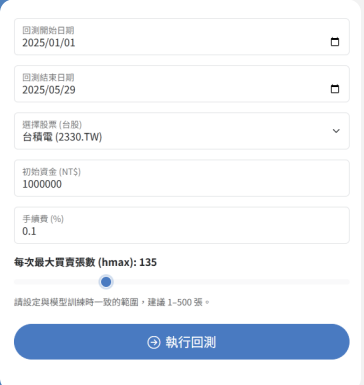 回測開始日期
2025/01/01
回測結束日期
2025/05/29
選擇股票 (台股)
台積電 (2330.TW)
初始資金 (NT$)
1000000
手續費 (%)
0.1
每次最大買賣張數 (hmax): 135
請設定與模型訓練時一致的範圍，建議 1–500 張。
執行回測